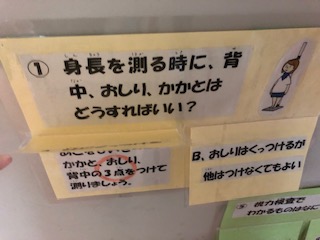 ① 身長を測る時に、背
中、おしり、かかとは
どうすればいい？
かかと、おしり、
背中の3点をつけて
測りましょう。
B、おしりはくっつけるが
他はつけなくてもよい
⑤ 視力検査で
わかるものはなに